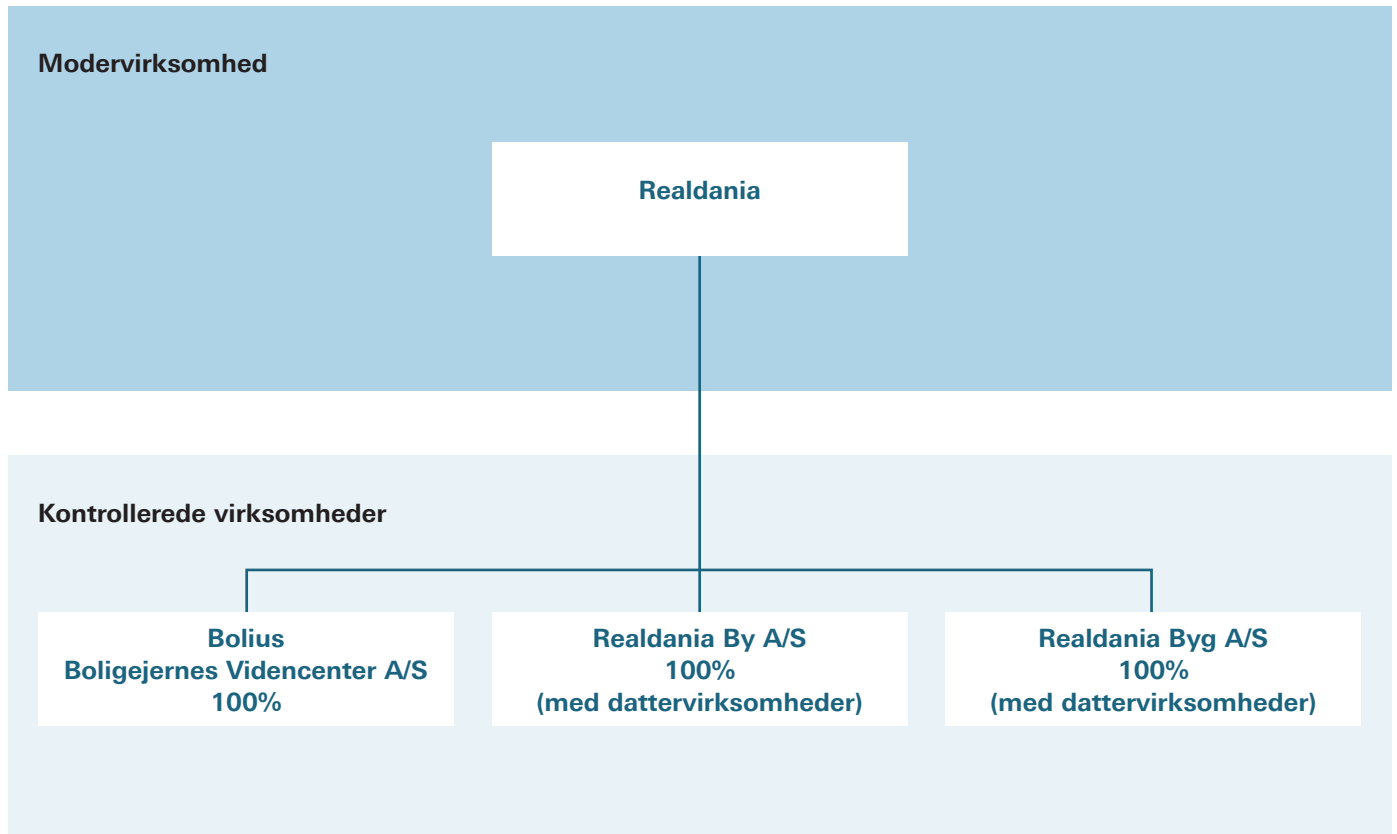 Modervirksomhed
Realdania
Kontrollerede virksomheder
Bolius
Boligejernes Videncenter A/S
100%
Realdania By A/S
100%
(med dattervirksomheder)
Realdania Byg A/S
100%
(med dattervirksomheder)